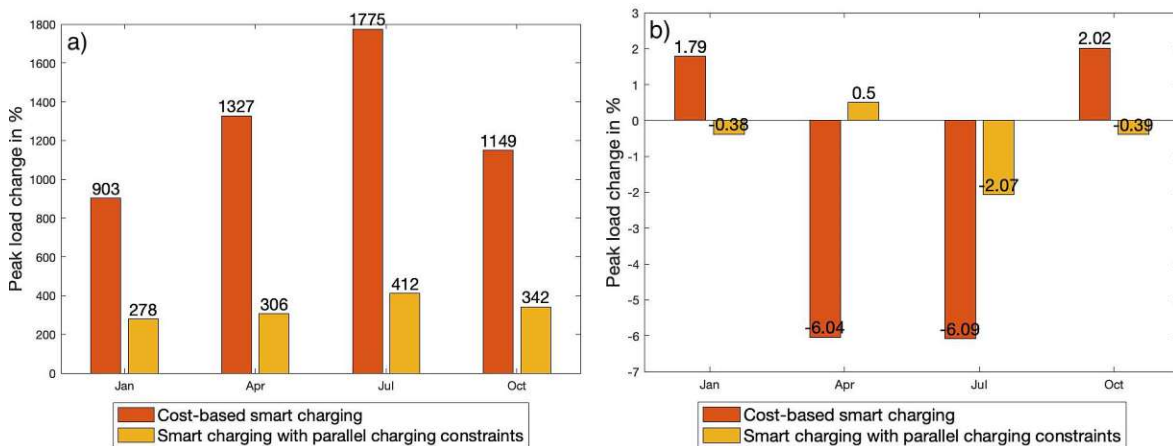 a)
Peak load change in %
1800
1600
1400
1200
1000
800
600
400
200
0
903
278
1327
306
1775
412
1149
342
Jan
Apr
Jul
Oct
Cost-based smart charging
Smart charging with parallel charging constraints
b)
Peak load change in %
3
2
1
0
-1
-2
-3
-4
-5
-6
-7
1.79
-0.38
-6.04
0.5
-6.09
-2.07
2.02
-0.39
Jan
Apr
Jul
Oct
Cost-based smart charging
Smart charging with parallel charging constraints